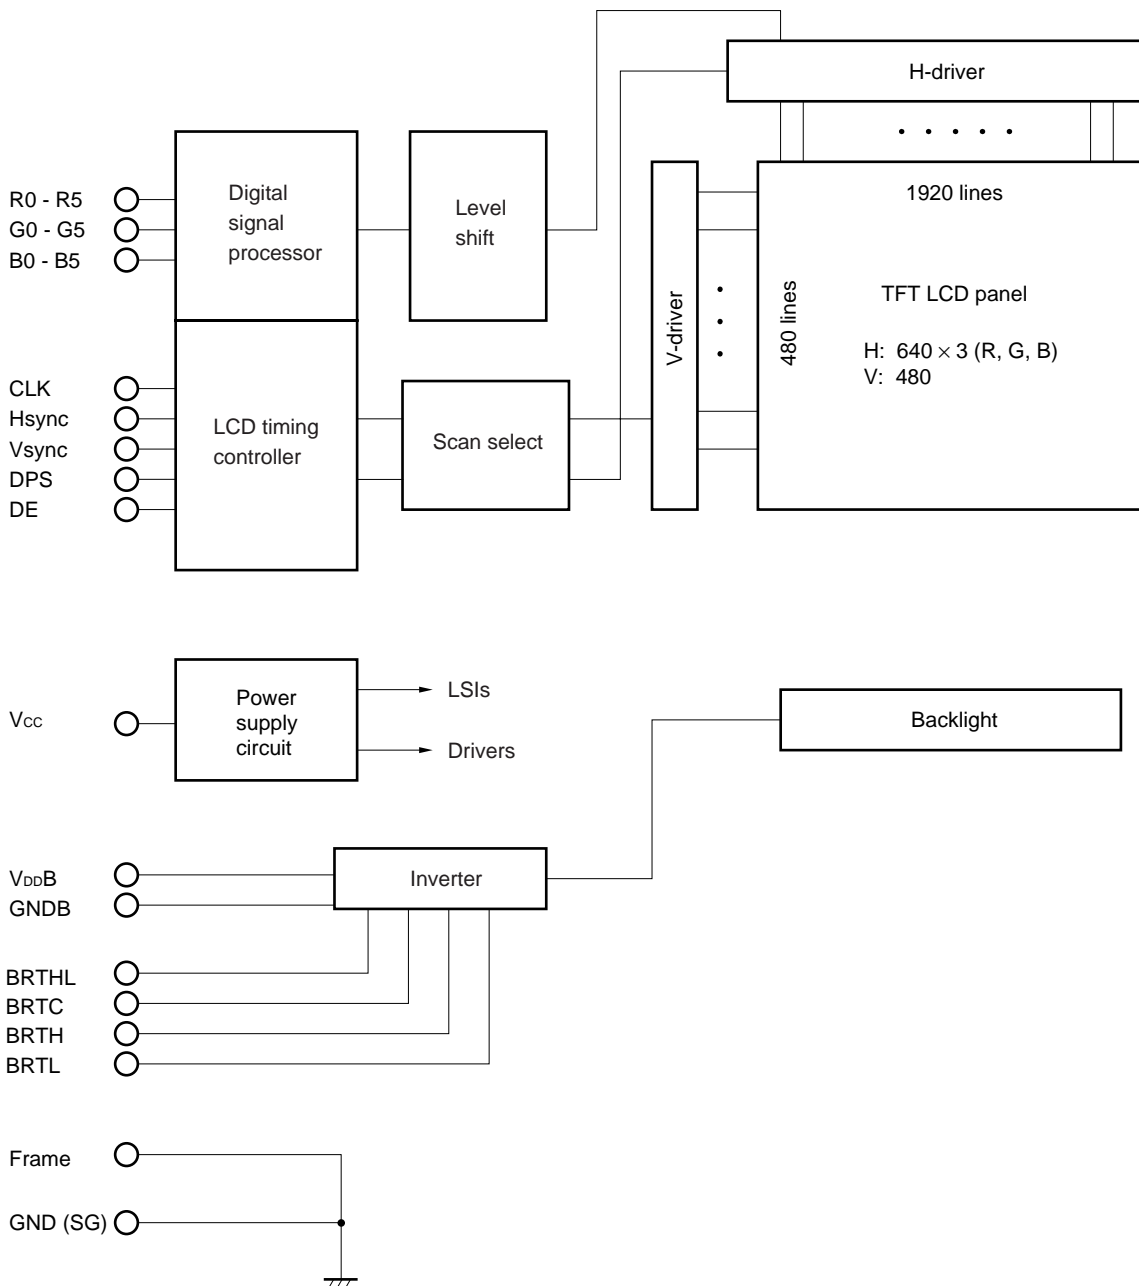 H-driver
R0 - R5
G0 - G5
B0 - B5
Digital
signal
processor
Level
shift
V-driver
1920 lines
480 lines
TFT LCD panel
H: 640 × 3 (R, G, B)
V: 480
CLK
Hsync
Vsync
DPS
DE
LCD timing
controller
Scan select
VCC
Power
supply
circuit
LSIs
Drivers
Backlight
VDDB
GNDB
Inverter
BRTHL
BRTC
BRTH
BRTL
Frame
GND (SG)